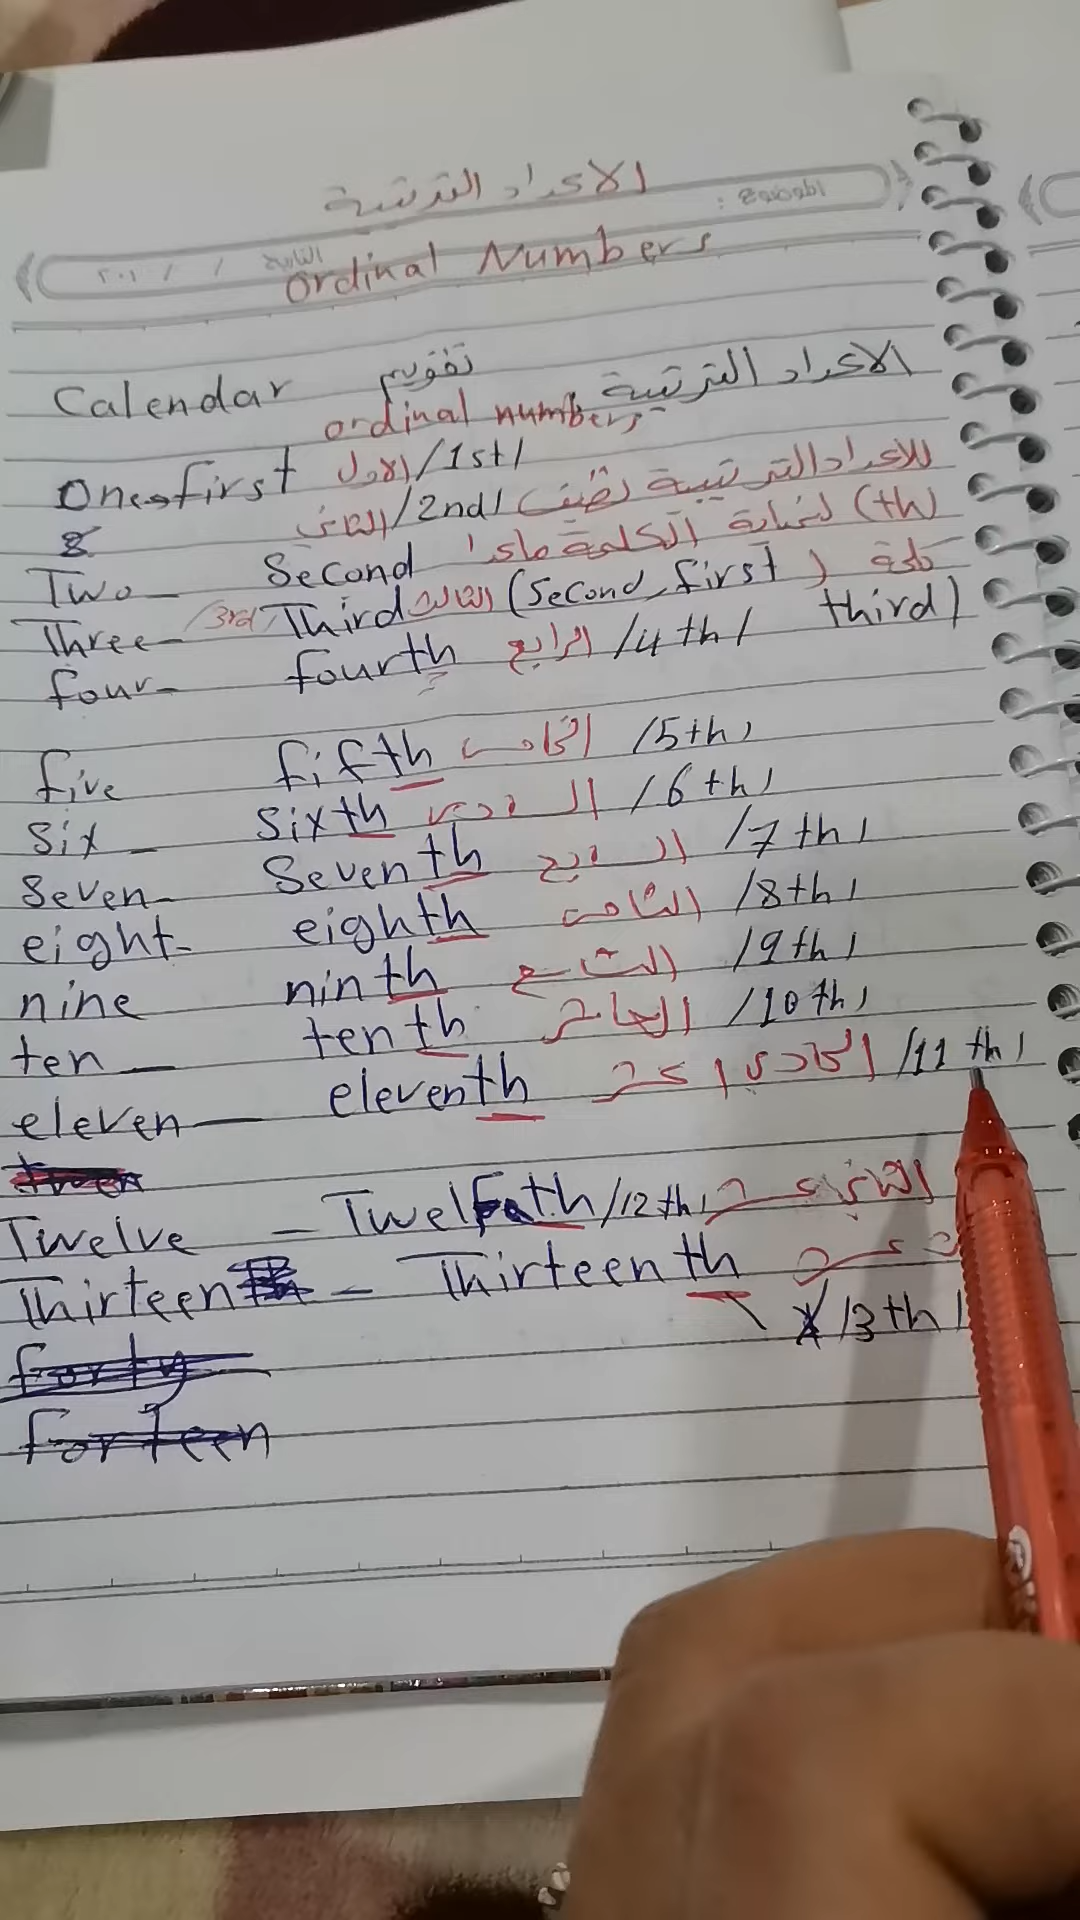 الاعداد الترتيبية
Ordinal Numbers
Calendar تقويم الاعداد الترتيبية
ordinal numbers
One→first الاول /1st/
للاعداد الترتيبية نضيف /2nd/ الثاني
(th) لنهاية الكلمة ماعدا
Two - Second
كلمة (Second, first
Three - /3rd/ Third الثالث
third)
four - fourth الرابع /4th/
five fifth الخامس /5th/
six - sixth السادس /6th/
Seven - Seventh السابع /7th/
eight - eighth الثامن /8th/
nine ninth التاسع /9th/
ten - tenth العاشر /10th/
eleven - eleventh الحادي عشر /11th/
Twelve - Twelfth /12th/ الثاني عشر
Thirteen - Thirteenth عشر
/13th/
forty
forteen